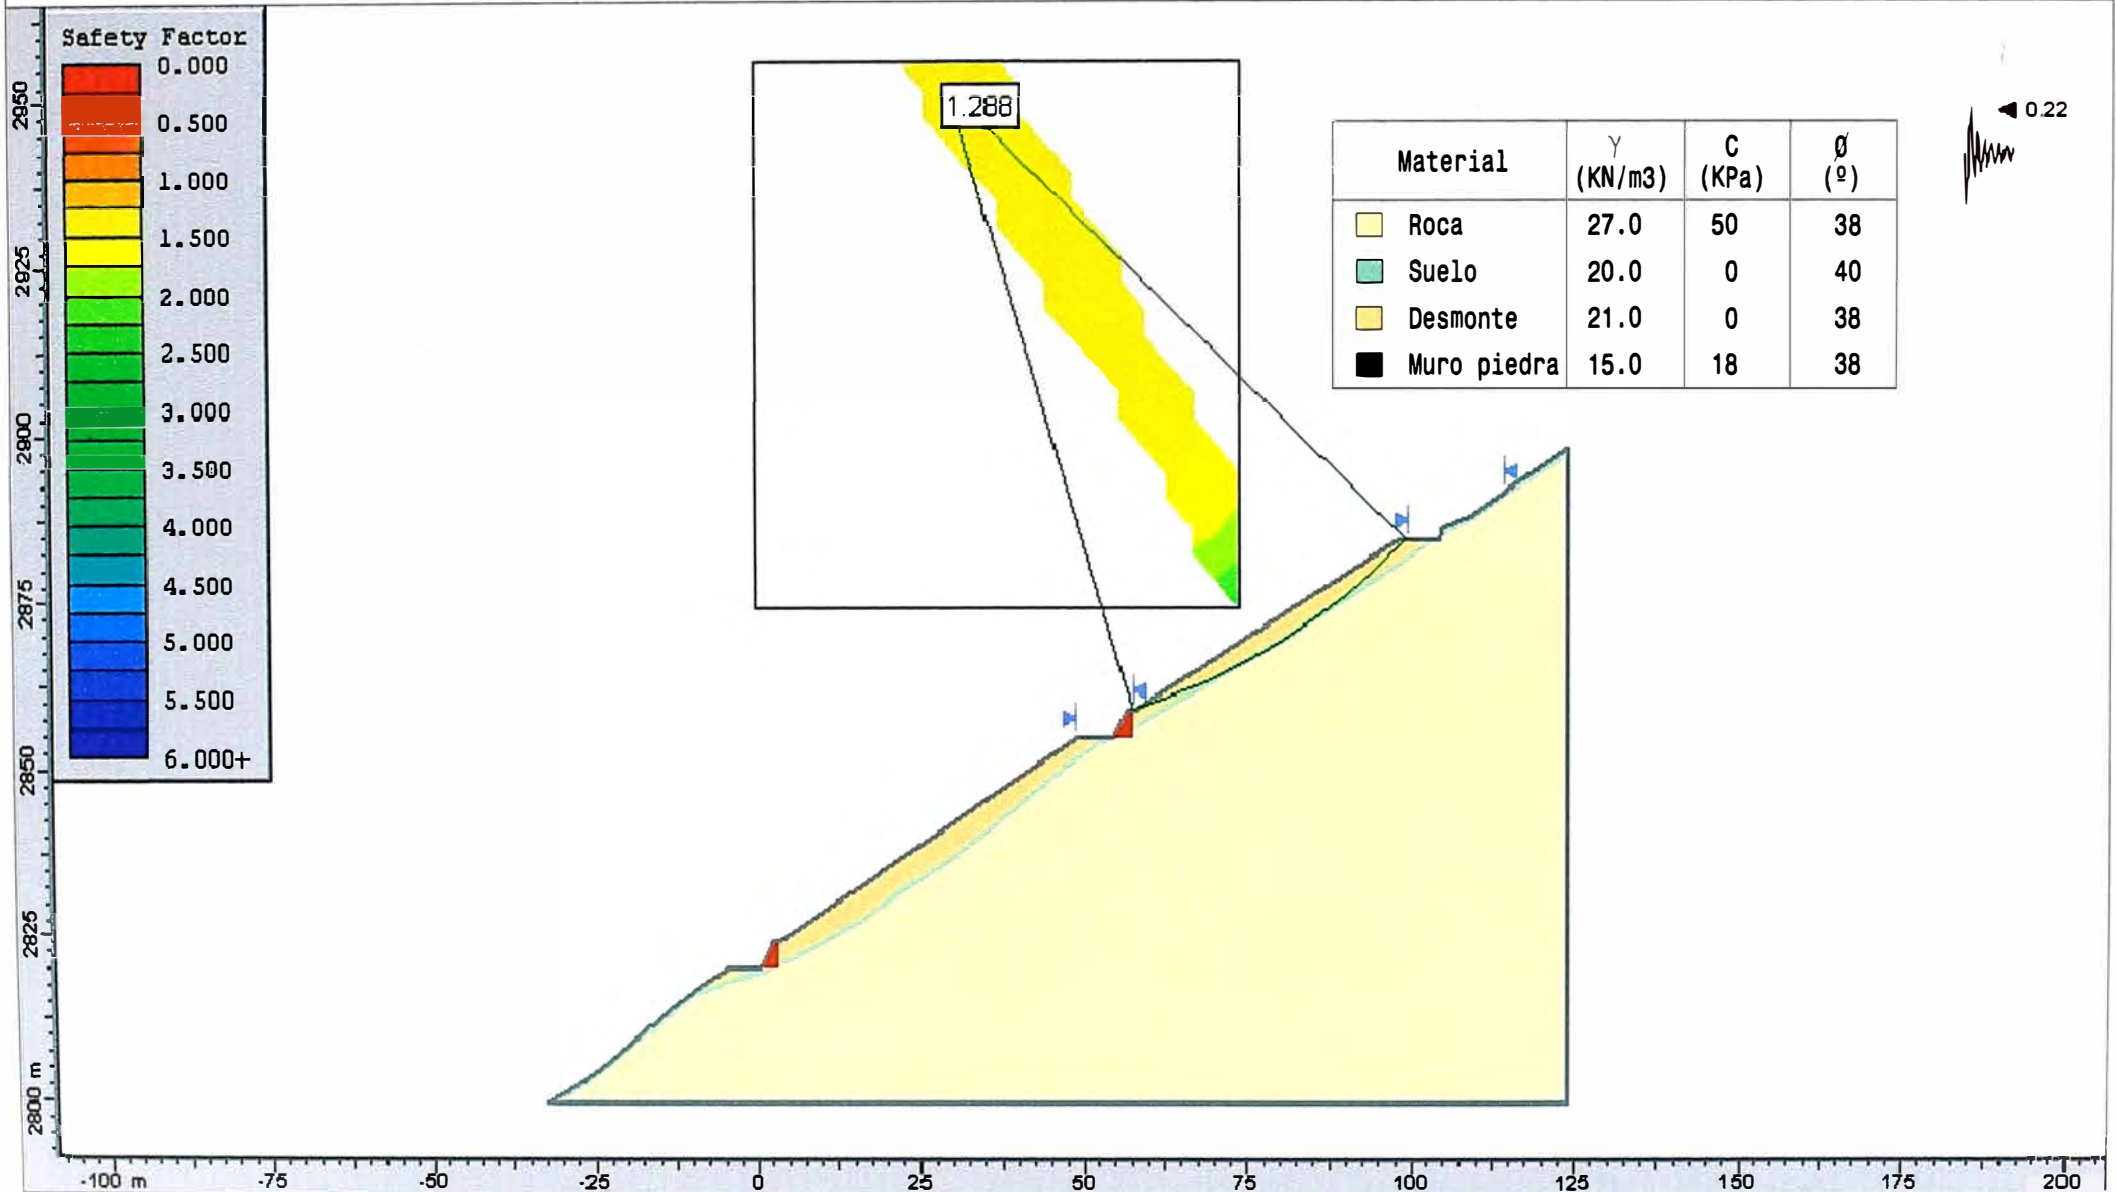 Safety Factor
0.000
0.500
1.000
1.500
2.000
2.500
3.000
3.500
4.000
4.500
5.000
5.500
6.000+
1.288
Material γ (KN/m3) C (KPa) Ø (º)
Roca 27.0 50 38
Suelo 20.0 0 40
Desmonte 21.0 0 38
Muro piedra 15.0 18 38
0.22
2950
2925
2900
2875
2850
2825
2800 m
-100 m -75 -50 -25 0 25 50 75 100 125 150 175 200